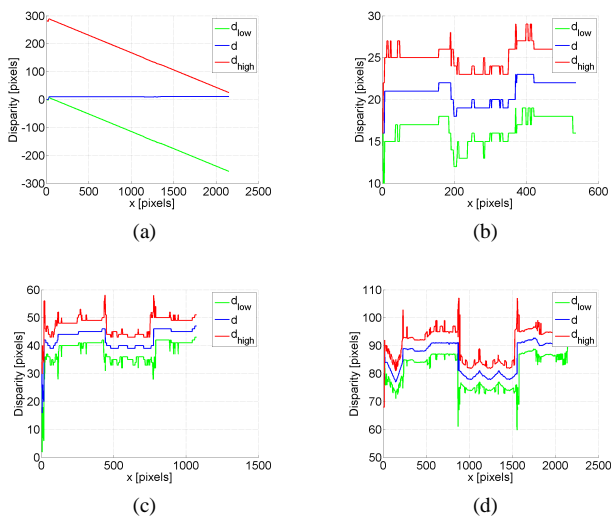 300
200
100
0
-100
-200
-300
0 500 1000 1500 2000 2500
Disparity [pixels]
x [pixels]
d_low
d
d_high
(a)
30
25
20
15
10
0 200 400 600
Disparity [pixels]
x [pixels]
d_low
d
d_high
(b)
60
50
40
30
20
10
0
0 500 1000 1500
Disparity [pixels]
x [pixels]
d_low
d
d_high
(c)
110
100
90
80
70
60
50
0 500 1000 1500 2000 2500
Disparity [pixels]
x [pixels]
d_low
d
d_high
(d)